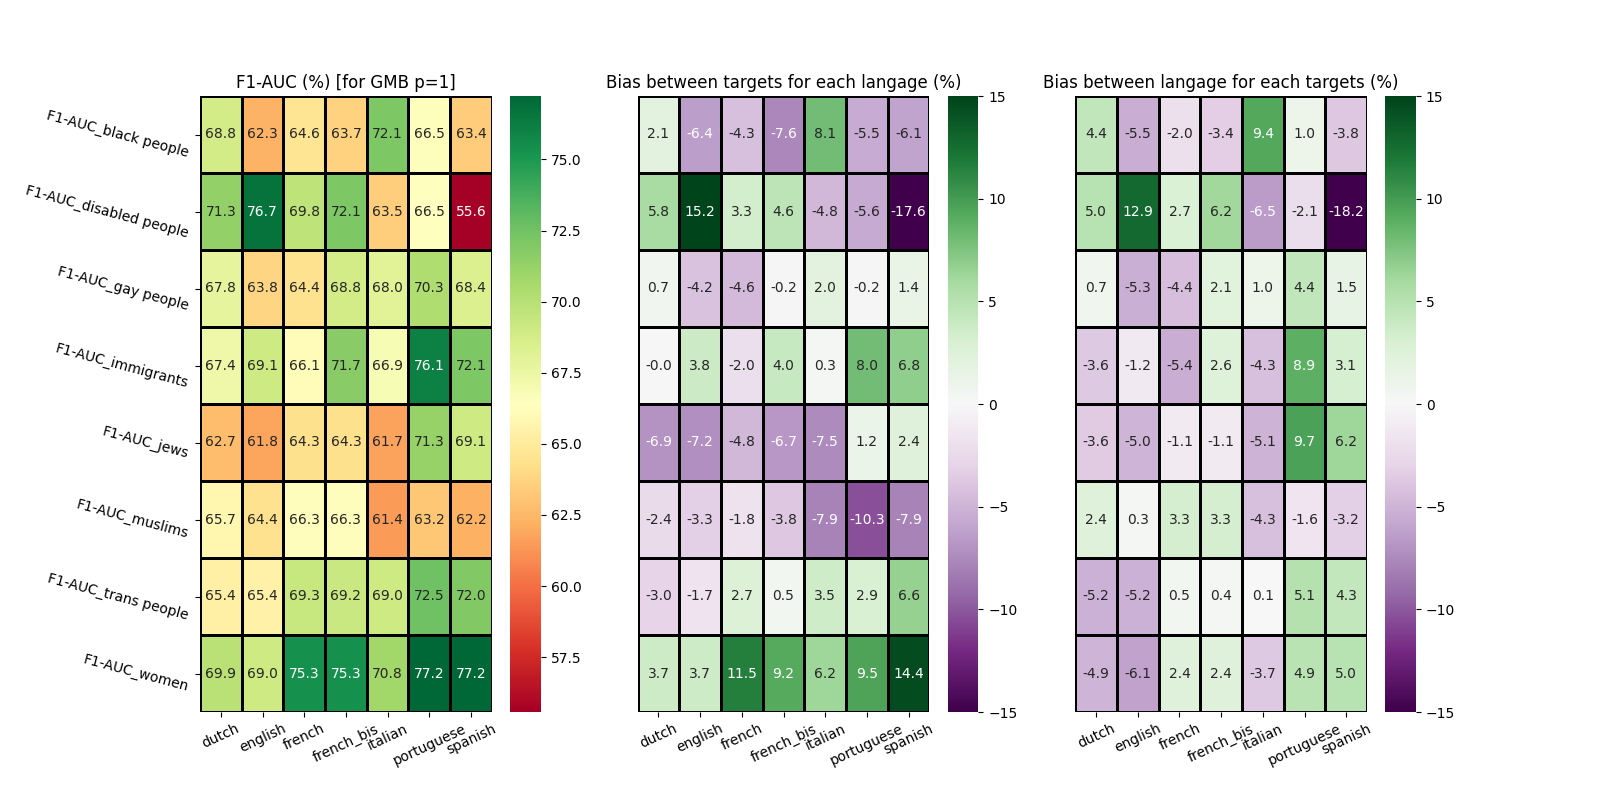 F1-AUC (%) [for GMB p=1] Bias between targets for each langage (%) Bias between langage for each targets (%)
F1-AUC_black people 68.8 62.3 64.6 63.7 72.1 66.5 63.4 2.1 -6.4 -4.3 -7.6 8.1 -5.5 -6.1 4.4 -5.5 -2.0 -3.4 9.4 1.0 -3.8
F1-AUC_disabled people 71.3 76.7 69.8 72.1 63.5 66.5 55.6 5.8 15.2 3.3 4.6 -4.8 -5.6 -17.6 5.0 12.9 2.7 6.2 -6.5 -2.1 -18.2
F1-AUC_gay people 67.8 63.8 64.4 68.8 68.0 70.3 68.4 0.7 -4.2 -4.6 -0.2 2.0 -0.2 1.4 0.7 -5.3 -4.4 2.1 1.0 4.4 1.5
F1-AUC_immigrants 67.4 69.1 66.1 71.7 66.9 76.1 72.1 -0.0 3.8 -2.0 4.0 0.3 8.0 6.8 -3.6 -1.2 -5.4 2.6 -4.3 8.9 3.1
F1-AUC_jews 62.7 61.8 64.3 64.3 61.7 71.3 69.1 -6.9 -7.2 -4.8 -6.7 -7.5 1.2 2.4 -3.6 -5.0 -1.1 -1.1 -5.1 9.7 6.2
F1-AUC_muslims 65.7 64.4 66.3 66.3 61.4 63.2 62.2 -2.4 -3.3 -1.8 -3.8 -7.9 -10.3 -7.9 2.4 0.3 3.3 3.3 -4.3 -1.6 -3.2
F1-AUC_trans people 65.4 65.4 69.3 69.2 69.0 72.5 72.0 -3.0 -1.7 2.7 0.5 3.5 2.9 6.6 -5.2 -5.2 0.5 0.4 0.1 5.1 4.3
F1-AUC_women 69.9 69.0 75.3 75.3 70.8 77.2 77.2 3.7 3.7 11.5 9.2 6.2 9.5 14.4 -4.9 -6.1 2.4 2.4 -3.7 4.9 5.0
dutch english french french_bis italian portuguese spanish dutch english french french_bis italian portuguese spanish dutch english french french_bis italian portuguese spanish
75.0
72.5
70.0
67.5
65.0
62.5
60.0
57.5
15
10
5
0
−5
−10
−15
15
10
5
0
−5
−10
−15